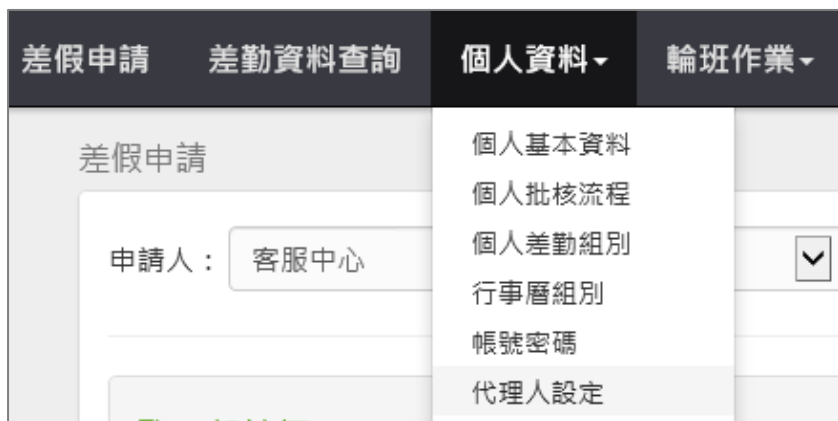 差假申請 差勤資料查詢 個人資料 輪班作業
差假申請
個人基本資料
個人批核流程
申請人： 客服中心
個人差勤組別
行事層組別
帳號密碼
代理人設定